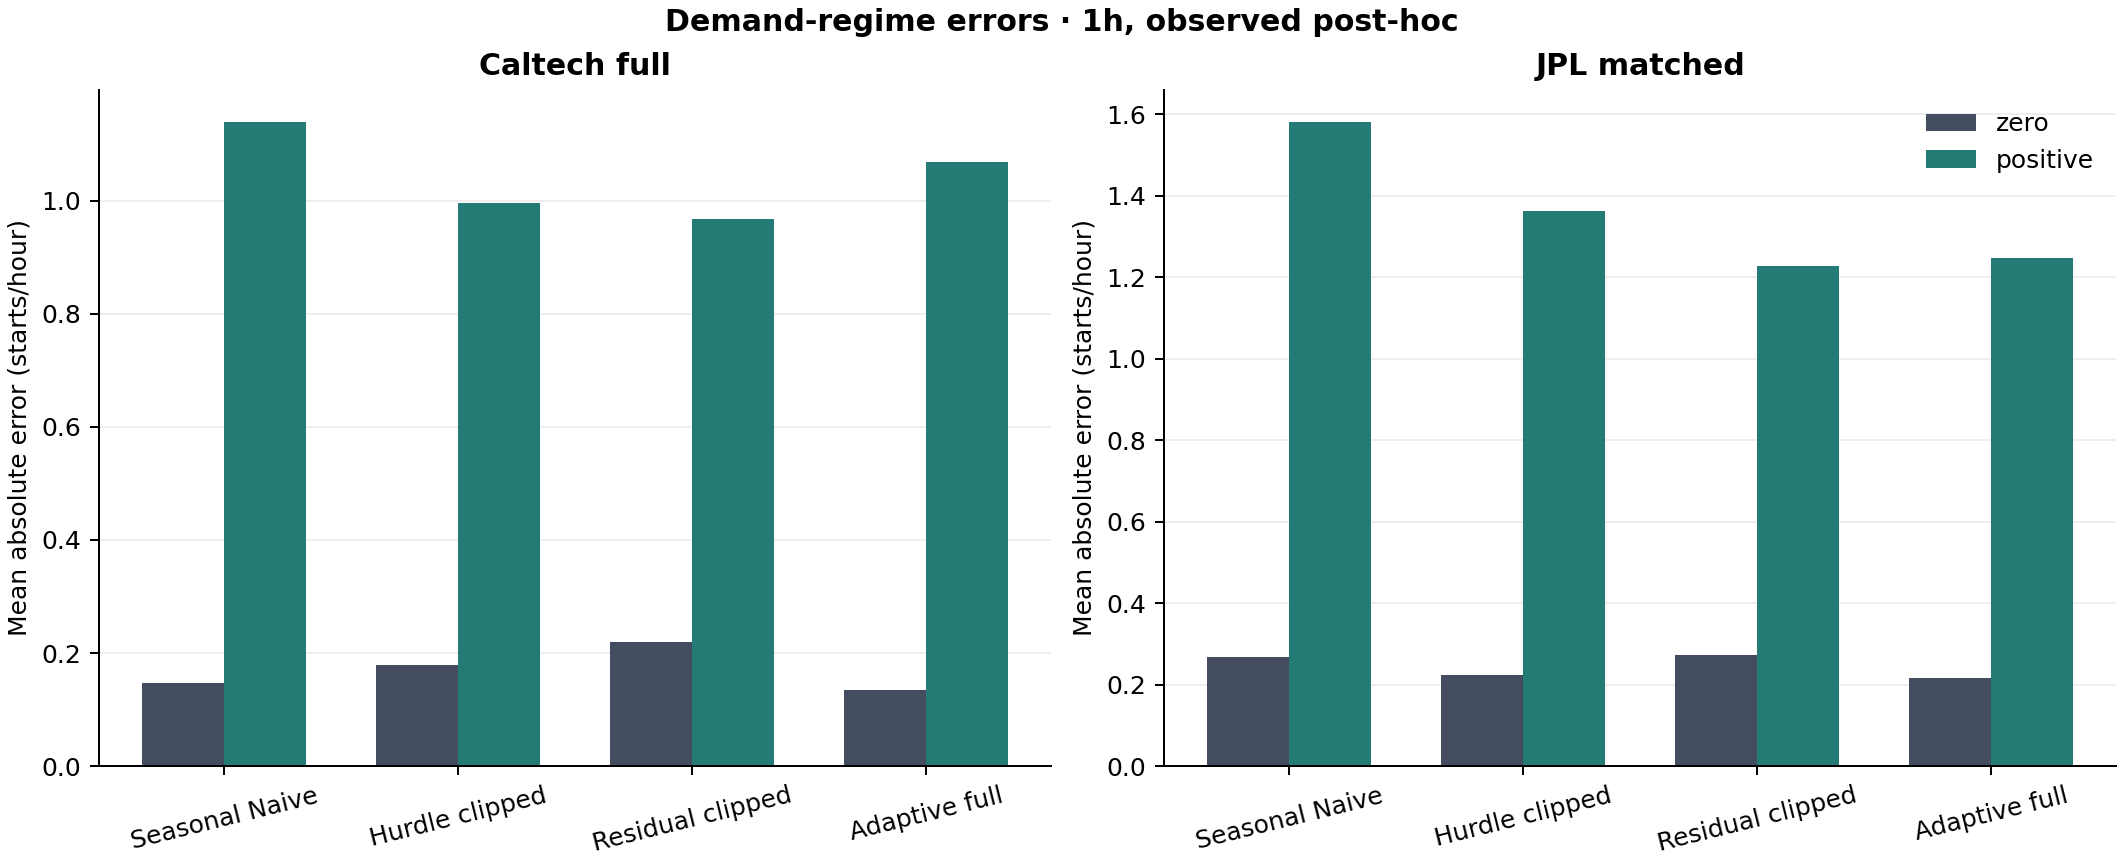 Demand-regime errors · 1h, observed post-hoc
Caltech full
Mean absolute error (starts/hour)
1.0
0.8
0.6
0.4
0.2
0.0
Seasonal Naive
Hurdle clipped
Residual clipped
Adaptive full
JPL matched
Mean absolute error (starts/hour)
1.6
1.4
1.2
1.0
0.8
0.6
0.4
0.2
0.0
zero
positive
Seasonal Naive
Hurdle clipped
Residual clipped
Adaptive full